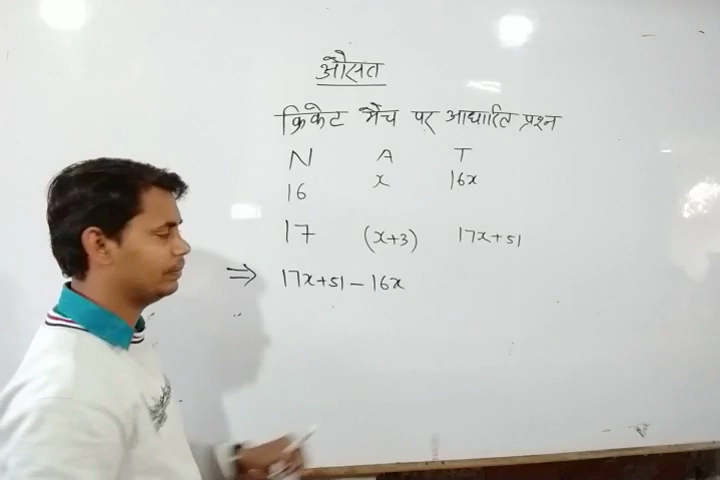 औसत
क्रिकेट मैच पर आधारित प्रश्न
N A T
16 x 16x
17 (x+3) 17x+51
⇒ 17x+51-16x